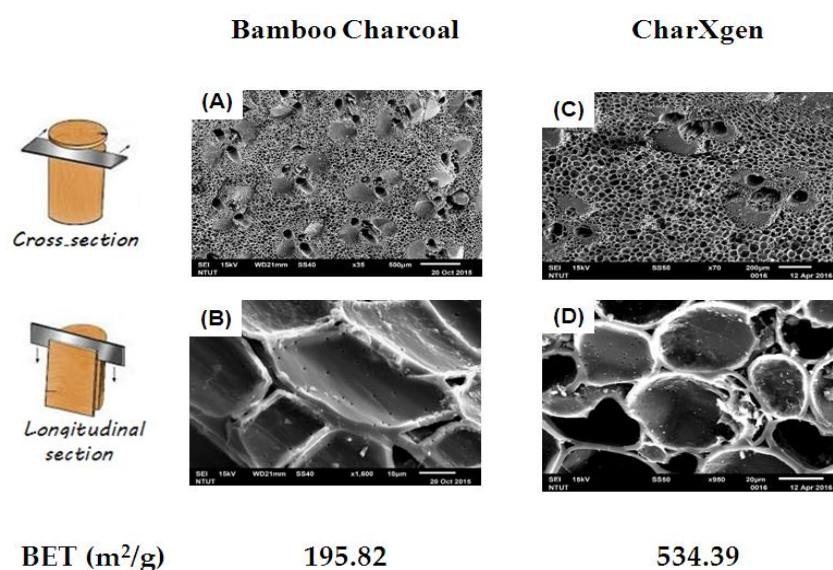 Bamboo Charcoal
CharXgen
Cross-section
(A)
SEI 15kV WD21mm SS40 x35 500µm
NTUT 20 Oct 2015
(C)
SEI 15kV SS50 x70 200µm
NTUT 0016 12 Apr 2016
Longitudinal
section
(B)
SEI 15kV WD21mm SS40 x1,600 10µm
NTUT 20 Oct 2015
(D)
SEI 15kV SS50 x950 20µm
NTUT 0016 12 Apr 2016
BET (m²/g) 195.82 534.39